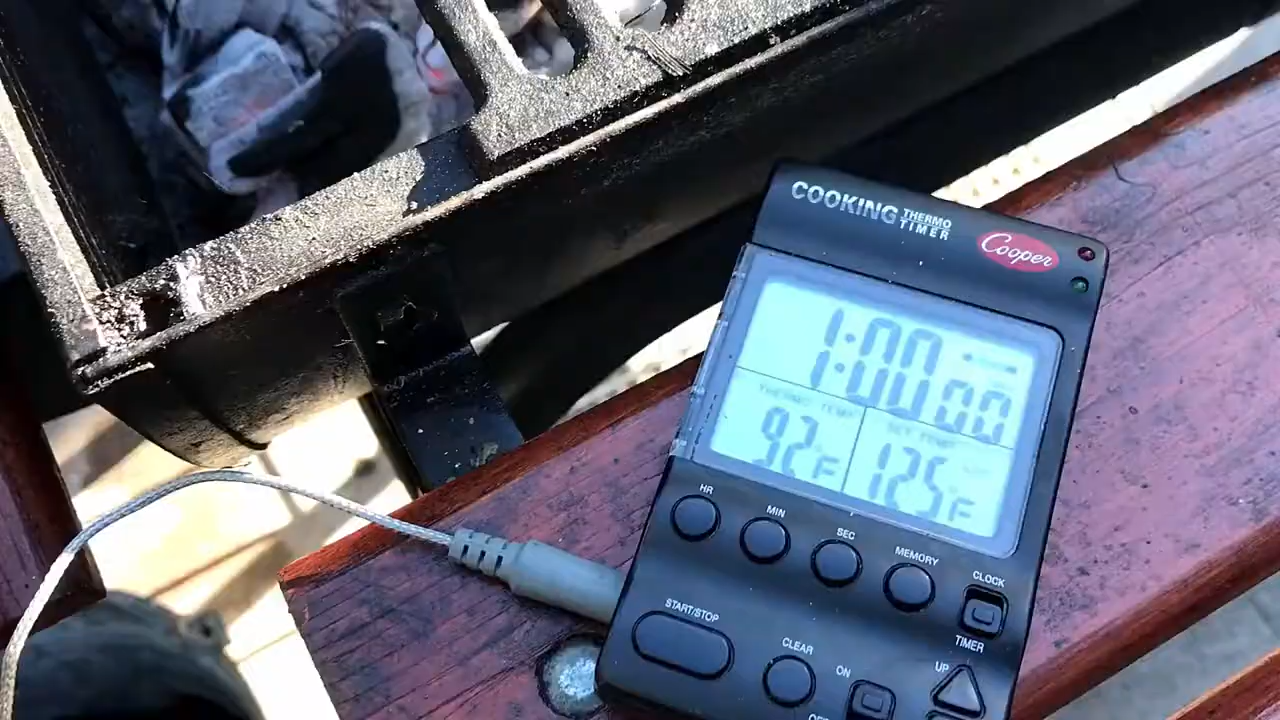 COOKING THERMO TIMER
Cooper
1:00 00
THERMO TEMP
SET TEMP
92°F
125°F
HR
MIN
SEC
MEMORY
CLOCK
TIMER
START/STOP
CLEAR
ON
UP